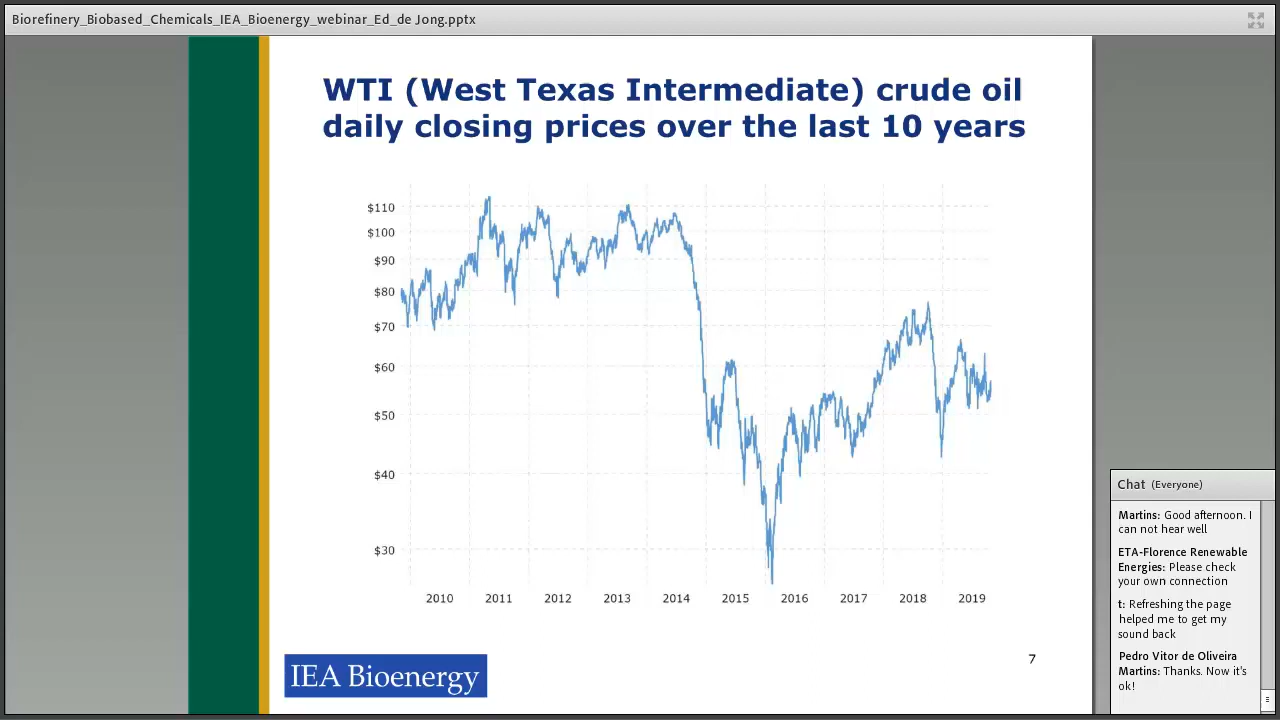 Biorefinery_Biobased_Chemicals_IEA_Bioenergy_webinar_Ed_de Jong.pptx
WTI (West Texas Intermediate) crude oil
daily closing prices over the last 10 years
$110
$100
$90
$80
$70
$60
$50
$40
$30
2010 2011 2012 2013 2014 2015 2016 2017 2018 2019
IEA Bioenergy
7
Chat (Everyone)
Martins: Good afternoon. I
can not hear well
ETA-Florence Renewable
Energies: Please check
your own connection
t: Refreshing the page
helped me to get my
sound back
Pedro Vitor de Oliveira
Martins: Thanks. Now it's
ok!